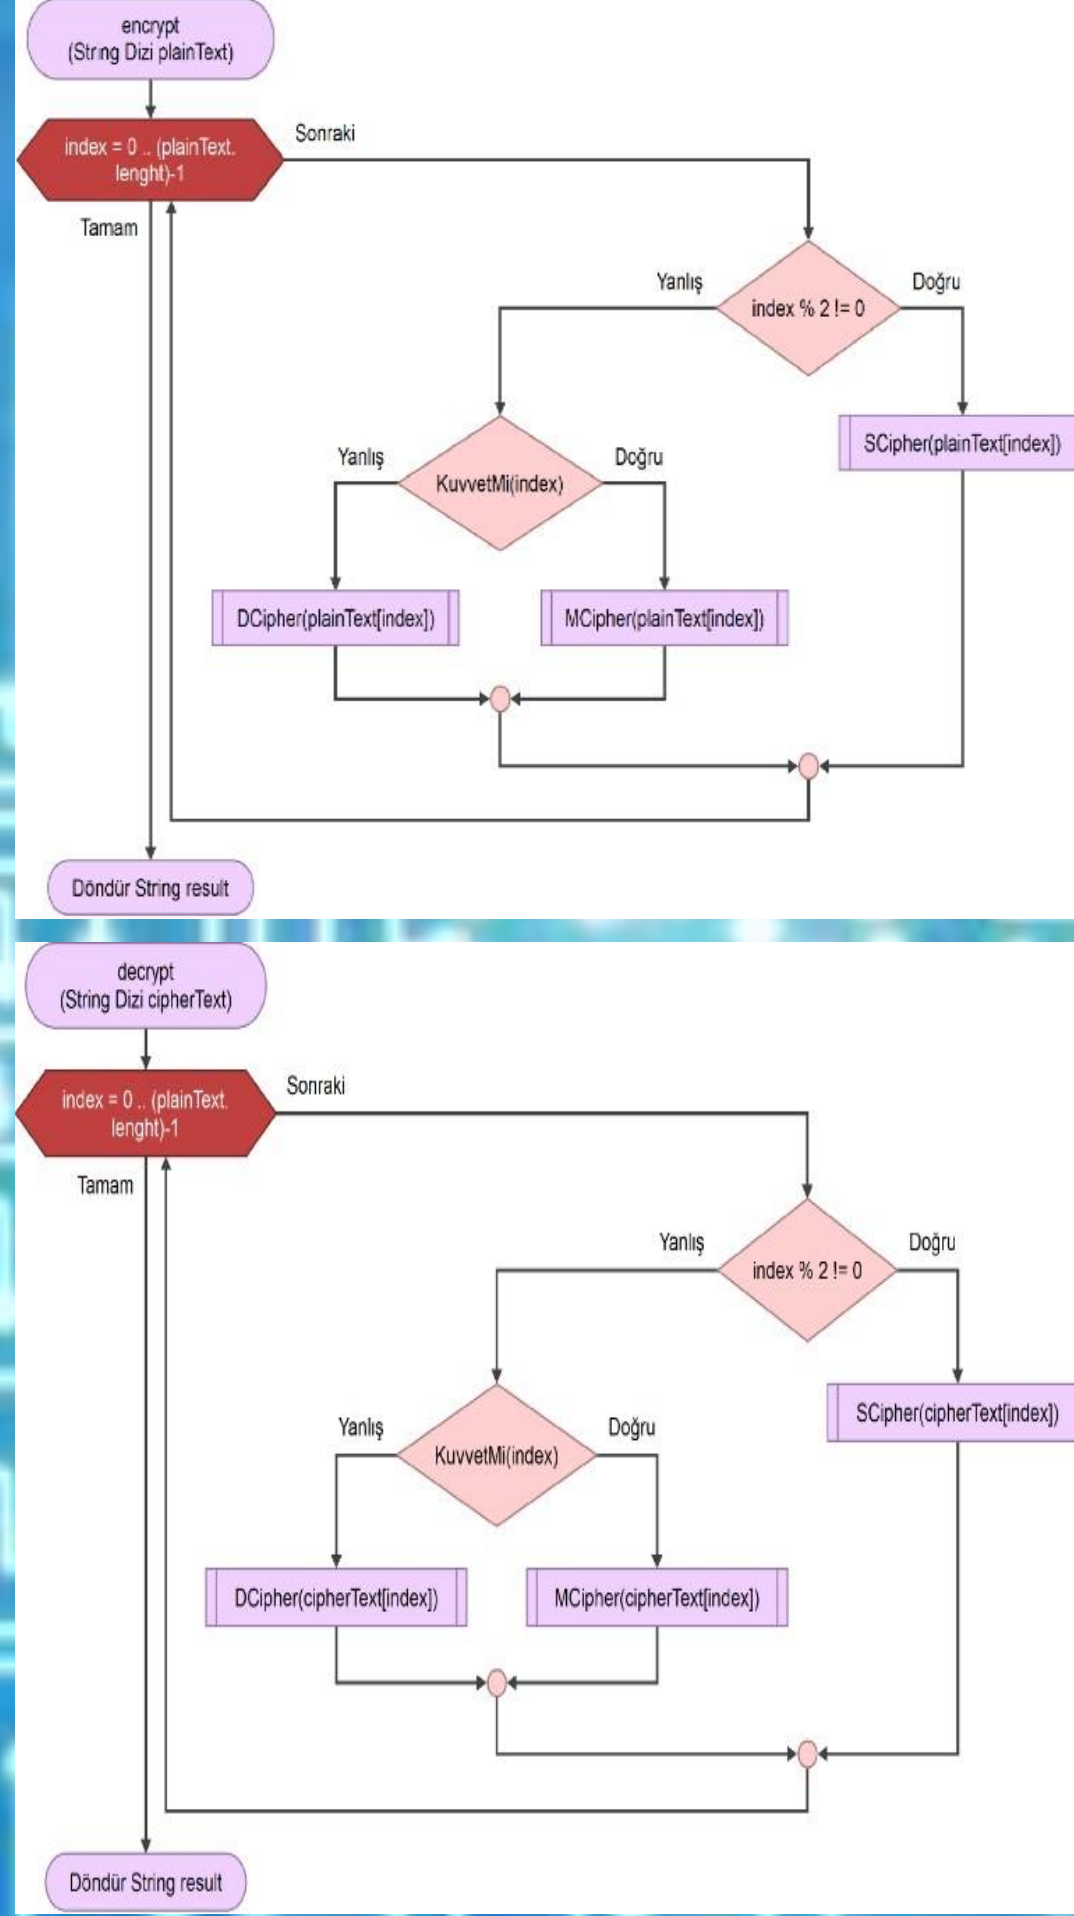 encrypt
(String Dizi plainText)
index = 0 .. (plainText.
lenght)-1
Sonraki
Tamam
Yanlış
Doğru
index % 2 != 0
SCipher(plainText[index])
Yanlış
Doğru
KuvvetMi(index)
DCipher(plainText[index])
MCipher(plainText[index])
Döndür String result
decrypt
(String Dizi cipherText)
index = 0 .. (plainText.
lenght)-1
Sonraki
Tamam
Yanlış
Doğru
index % 2 != 0
SCipher(cipherText[index])
Yanlış
Doğru
KuvvetMi(index)
DCipher(cipherText[index])
MCipher(cipherText[index])
Döndür String result